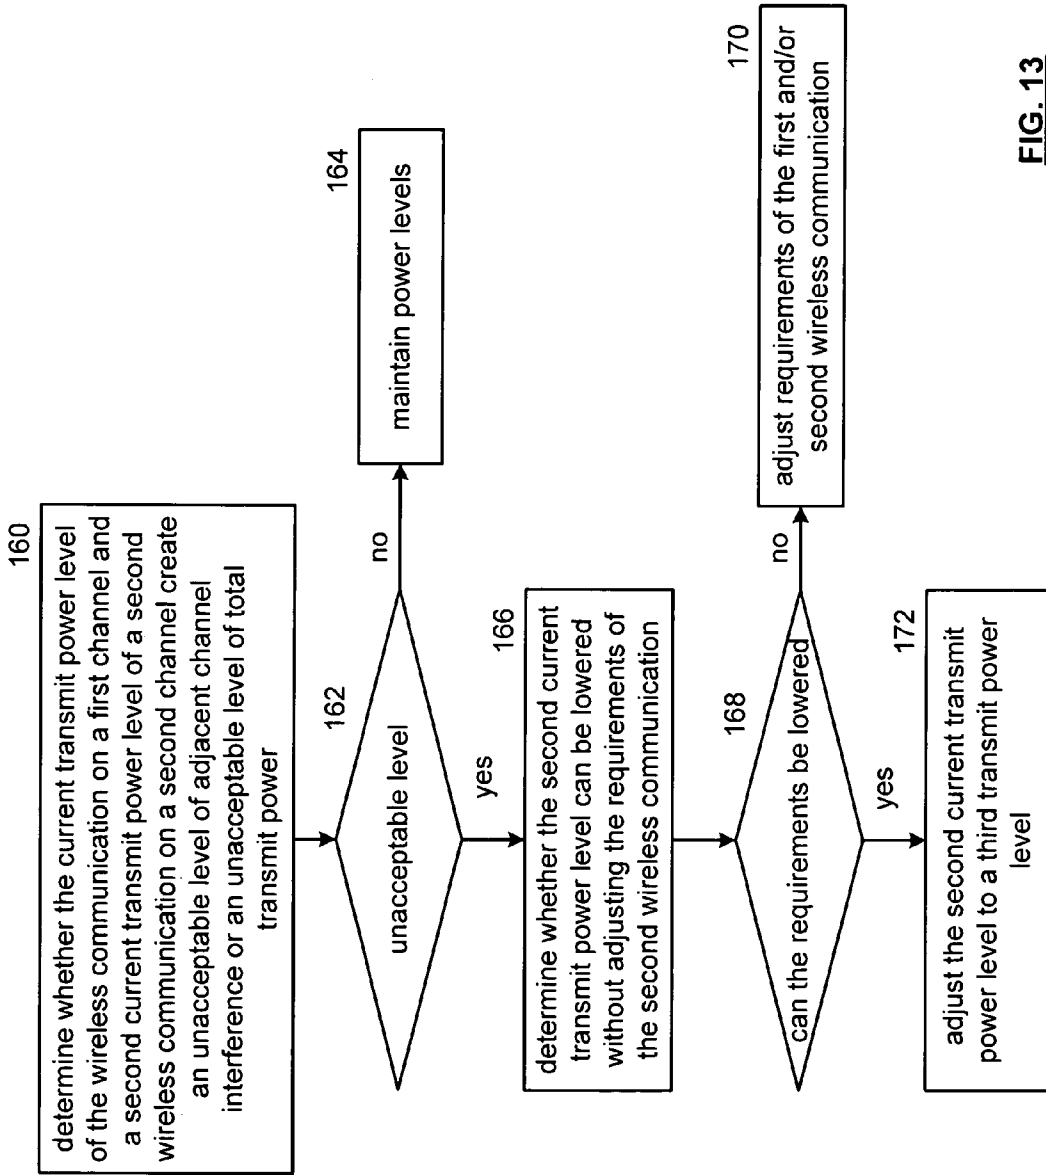 160
determine whether the current transmit power level
of the wireless communication on a first channel and
a second current transmit power level of a second
wireless communication on a second channel create
an unacceptable level of adjacent channel
interference or an unacceptable level of total
transmit power
162
unacceptable level
no
164
maintain power levels
yes
166
determine whether the second current
transmit power level can be lowered
without adjusting the requirements of
the second wireless communication
168
can the requirements be lowered
no
170
adjust requirements of the first and/or
second wireless communication
yes
172
adjust the second current transmit
power level to a third transmit power
level
FIG. 13